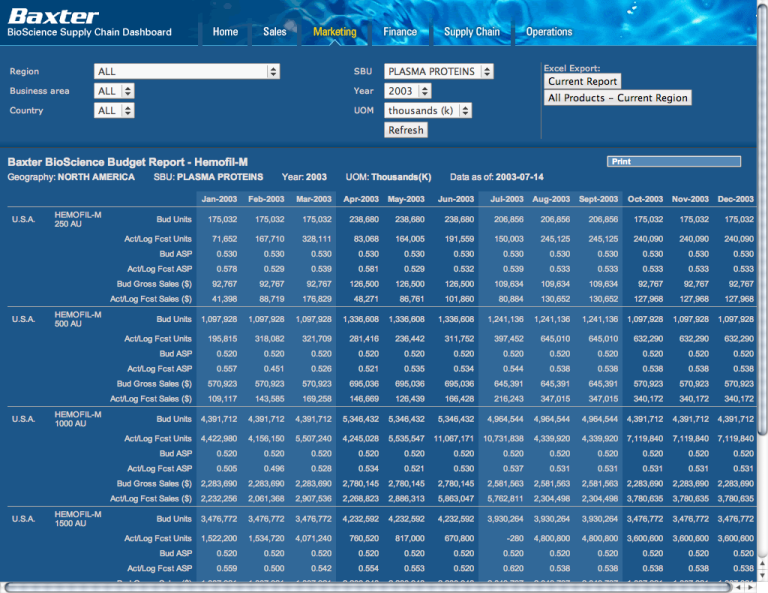 Baxter
BioScience Supply Chain Dashboard
Home Sales Marketing Finance Supply Chain Operations
Region ALL SBU PLASMA PROTEINS Excel Export:
Business area ALL Year 2003 Current Report
Country ALL UOM thousands (k) All Products - Current Region
Refresh
Baxter BioScience Budget Report - Hemofil-M Print
Geography: NORTH AMERICA SBU: PLASMA PROTEINS Year: 2003 UOM: Thousands(K) Data as of: 2003-07-14
Jan-2003 Feb-2003 Mar-2003 Apr-2003 May-2003 Jun-2003 Jul-2003 Aug-2003 Sept-2003 Oct-2003 Nov-2003 Dec-2003
U.S.A. HEMOFIL-M 250 AU Bud Units 175,032 175,032 175,032 238,680 238,680 238,680 206,856 206,856 206,856 175,032 175,032 175,032
Act/Log Fcst Units 71,652 167,710 328,111 83,068 164,005 191,559 150,003 245,125 245,125 240,090 240,090 240,090
Bud ASP 0.530 0.530 0.530 0.530 0.530 0.530 0.530 0.530 0.530 0.530 0.530 0.530
Act/Log Fcst ASP 0.578 0.529 0.539 0.581 0.529 0.532 0.539 0.533 0.533 0.533 0.533 0.533
Bud Gross Sales ($) 92,767 92,767 92,767 126,500 126,500 126,500 109,634 109,634 109,634 92,767 92,767 92,767
Act/Log Fcst Sales ($) 41,398 88,719 176,829 48,271 86,761 101,860 80,884 130,652 130,652 127,968 127,968 127,968
U.S.A. HEMOFIL-M 500 AU Bud Units 1,097,928 1,097,928 1,097,928 1,336,608 1,336,608 1,336,608 1,241,136 1,241,136 1,241,136 1,097,928 1,097,928 1,097,928
Act/Log Fcst Units 195,815 318,082 321,709 281,416 236,442 311,752 397,452 645,010 645,010 632,290 632,290 632,290
Bud ASP 0.520 0.520 0.520 0.520 0.520 0.520 0.520 0.520 0.520 0.520 0.520 0.520
Act/Log Fcst ASP 0.557 0.451 0.526 0.521 0.535 0.534 0.544 0.538 0.538 0.538 0.538 0.538
Bud Gross Sales ($) 570,923 570,923 570,923 695,036 695,036 695,036 645,391 645,391 645,391 570,923 570,923 570,923
Act/Log Fcst Sales ($) 109,117 143,585 169,258 146,669 126,439 166,428 216,243 347,015 347,015 340,172 340,172 340,172
U.S.A. HEMOFIL-M 1000 AU Bud Units 4,391,712 4,391,712 4,391,712 5,346,432 5,346,432 5,346,432 4,964,544 4,964,544 4,964,544 4,391,712 4,391,712 4,391,712
Act/Log Fcst Units 4,422,980 4,156,150 5,507,240 4,245,028 5,535,547 11,067,171 10,731,838 4,339,920 4,339,920 7,119,840 7,119,840 7,119,840
Bud ASP 0.520 0.520 0.520 0.520 0.520 0.520 0.520 0.520 0.520 0.520 0.520 0.520
Act/Log Fcst ASP 0.505 0.496 0.528 0.534 0.521 0.530 0.537 0.531 0.531 0.531 0.531 0.531
Bud Gross Sales ($) 2,283,690 2,283,690 2,283,690 2,780,145 2,780,145 2,780,145 2,581,563 2,581,563 2,581,563 2,283,690 2,283,690 2,283,690
Act/Log Fcst Sales ($) 2,232,256 2,061,368 2,907,536 2,268,823 2,886,313 5,863,047 5,762,811 2,304,498 2,304,498 3,780,635 3,780,635 3,780,635
U.S.A. HEMOFIL-M 1500 AU Bud Units 3,476,772 3,476,772 3,476,772 4,232,592 4,232,592 4,232,592 3,930,264 3,930,264 3,930,264 3,476,772 3,476,772 3,476,772
Act/Log Fcst Units 1,522,200 1,534,720 4,071,240 760,520 817,000 670,800 -280 4,800,800 4,800,800 3,600,600 3,600,600 3,600,600
Bud ASP 0.520 0.520 0.520 0.520 0.520 0.520 0.520 0.520 0.520 0.520 0.520 0.520
Act/Log Fcst ASP 0.559 0.500 0.542 0.554 0.553 0.520 0.620 0.538 0.538 0.538 0.538 0.538